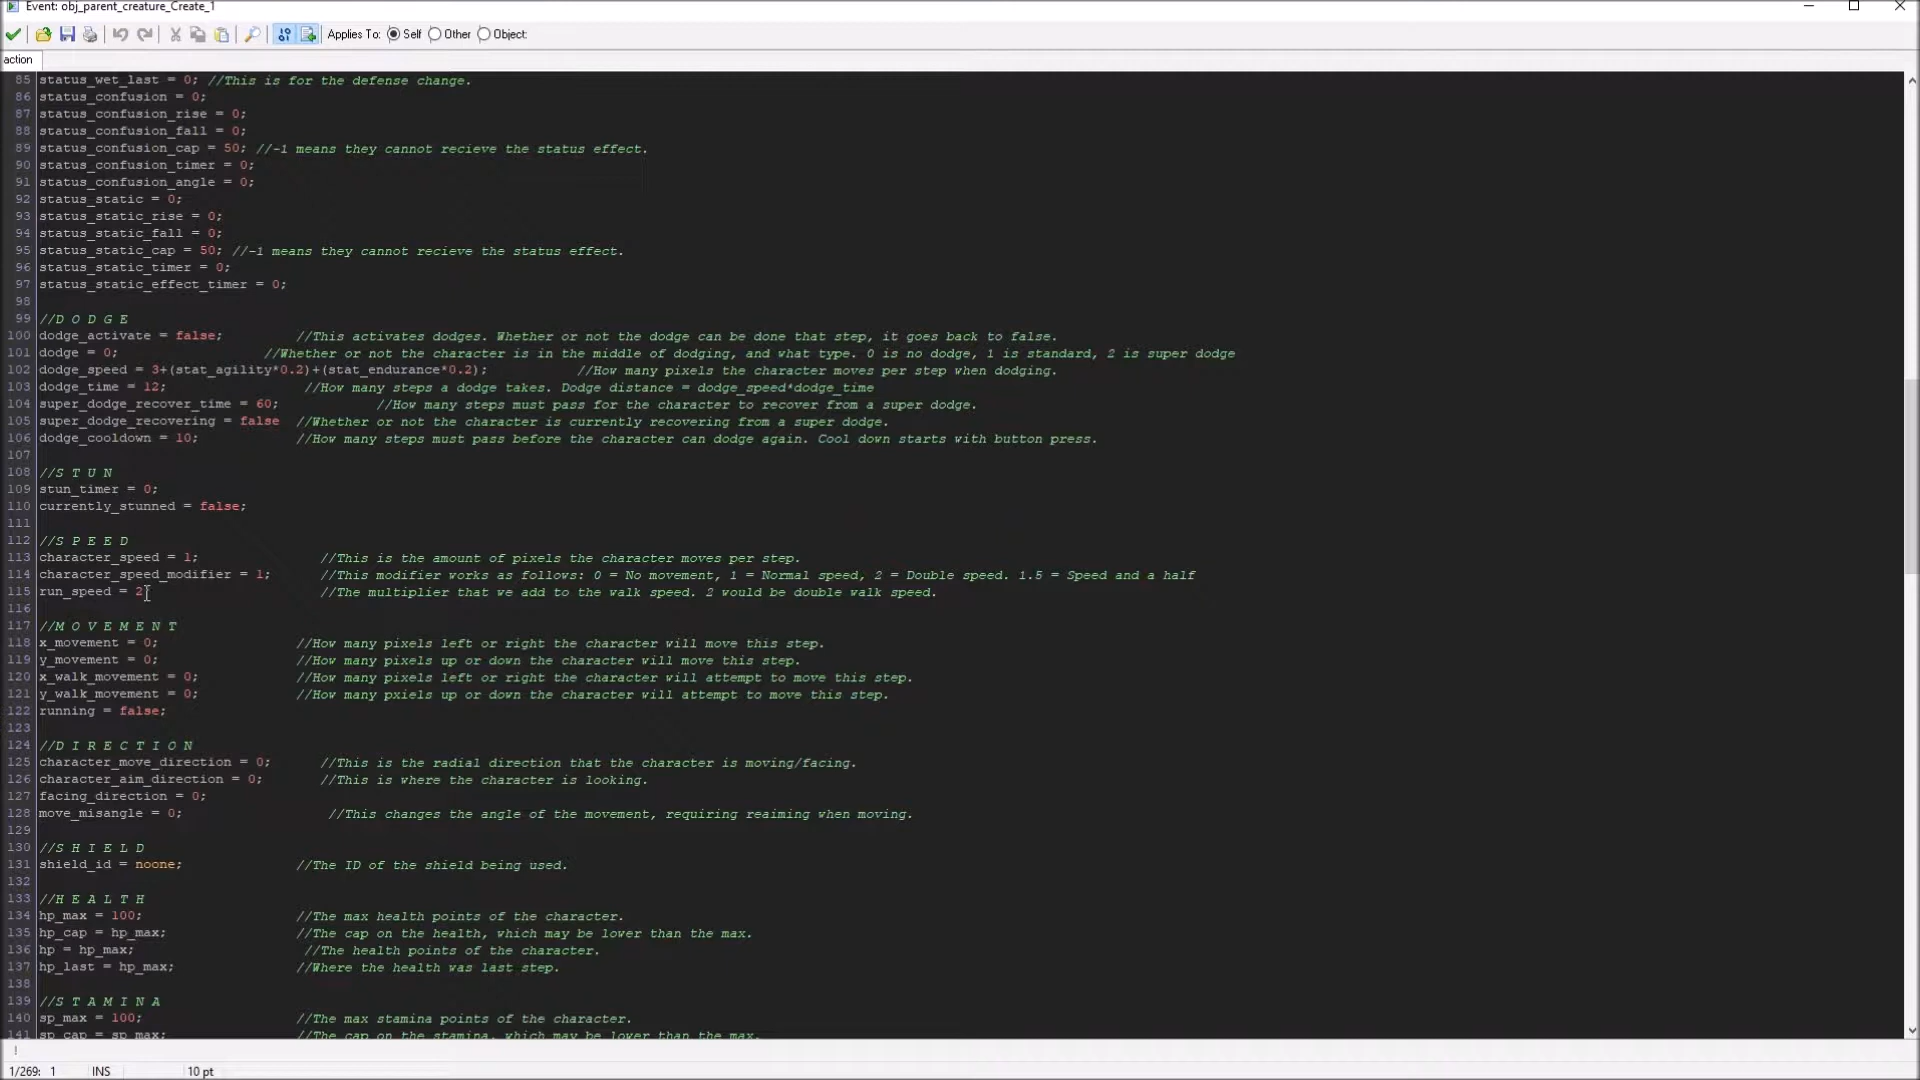 Event: obj_parent_creature_Create_1
Applies To: Self Other Object:
action
85 status_wet_last = 0; //This is for the defense change.
86 status_confusion = 0;
87 status_confusion_rise = 0;
88 status_confusion_fall = 0;
89 status_confusion_cap = 50; //-1 means they cannot recieve the status effect.
90 status_confusion_timer = 0;
91 status_confusion_angle = 0;
92 status_static = 0;
93 status_static_rise = 0;
94 status_static_fall = 0;
95 status_static_cap = 50; //-1 means they cannot recieve the status effect.
96 status_static_timer = 0;
97 status_static_effect_timer = 0;
98
99 //D O D G E
100 dodge_activate = false; //This activates dodges. Whether or not the dodge can be done that step, it goes back to false.
101 dodge = 0; //Whether or not the character is in the middle of dodging, and what type. 0 is no dodge, 1 is standard, 2 is super dodge
102 dodge_speed = 3+(stat_agility*0.2)+(stat_endurance*0.2); //How many pixels the character moves per step when dodging.
103 dodge_time = 12; //How many steps a dodge takes. Dodge distance = dodge_speed*dodge_time
104 super_dodge_recover_time = 60; //How many steps must pass for the character to recover from a super dodge.
105 super_dodge_recovering = false //Whether or not the character is currently recovering from a super dodge.
106 dodge_cooldown = 10; //How many steps must pass before the character can dodge again. Cool down starts with button press.
107
108 //S T U N
109 stun_timer = 0;
110 currently_stunned = false;
111
112 //S P E E D
113 character_speed = 1; //This is the amount of pixels the character moves per step.
114 character_speed_modifier = 1; //This modifier works as follows: 0 = No movement, 1 = Normal speed, 2 = Double speed. 1.5 = Speed and a half
115 run_speed = 2; //The multiplier that we add to the walk speed. 2 would be double walk speed.
116
117 //M O V E M E N T
118 x_movement = 0; //How many pixels left or right the character will move this step.
119 y_movement = 0; //How many pixels up or down the character will move this step.
120 x_walk_movement = 0; //How many pixels left or right the character will attempt to move this step.
121 y_walk_movement = 0; //How many pxiels up or down the character will attempt to move this step.
122 running = false;
123
124 //D I R E C T I O N
125 character_move_direction = 0; //This is the radial direction that the character is moving/facing.
126 character_aim_direction = 0; //This is where the character is looking.
127 facing_direction = 0;
128 move_misangle = 0; //This changes the angle of the movement, requiring reaiming when moving.
129
130 //S H I E L D
131 shield_id = noone; //The ID of the shield being used.
132
133 //H E A L T H
134 hp_max = 100; //The max health points of the character.
135 hp_cap = hp_max; //The cap on the health, which may be lower than the max.
136 hp = hp_max; //The health points of the character.
137 hp_last = hp_max; //Where the health was last step.
138
139 //S T A M I N A
140 sp_max = 100; //The max stamina points of the character.
141 sp_cap = sp_max; //The cap on the stamina, which may be lower than the max.
1/269: 1 INS 10 pt